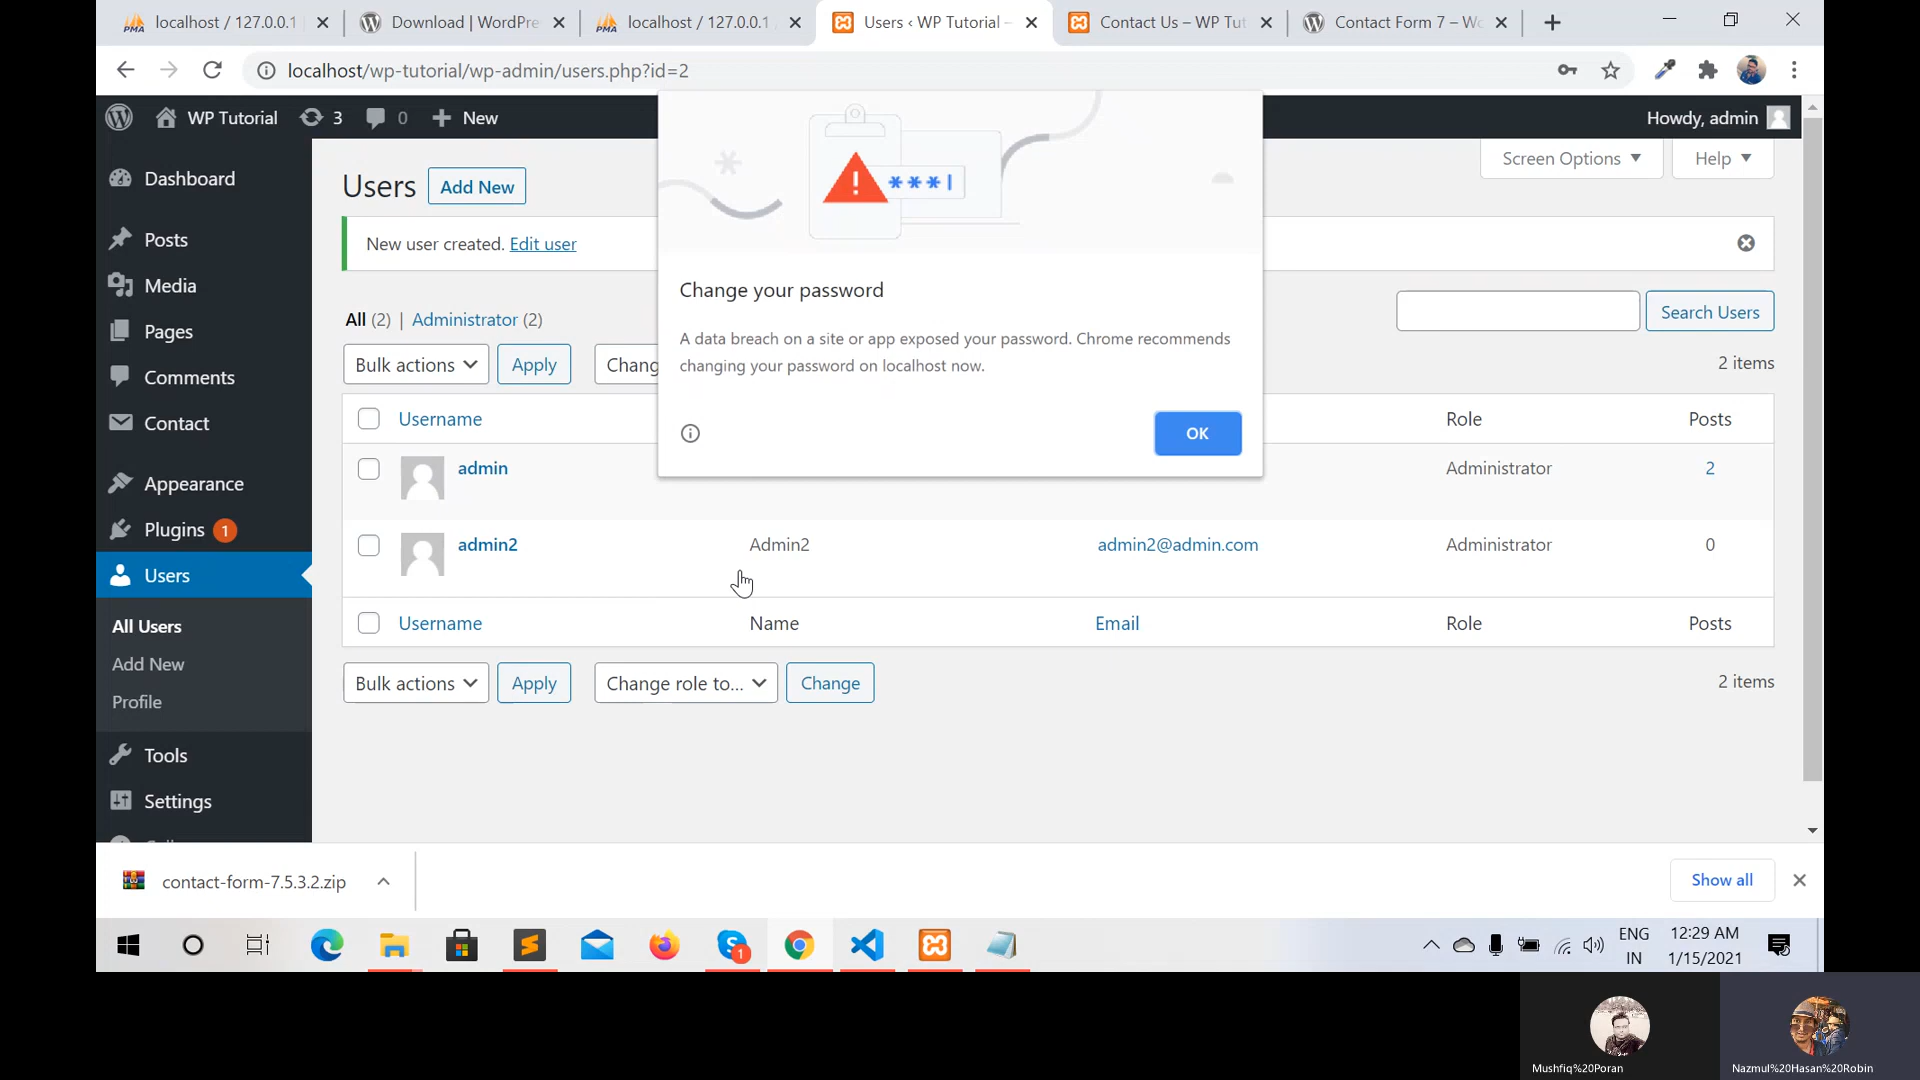 localhost / 127.0.0.1
Download | WordPre
localhost / 127.0.0.1
Users ‹ WP Tutorial –
Contact Us – WP Tut
Contact Form 7 – Wo
localhost/wp-tutorial/wp-admin/users.php?id=2
WP Tutorial
3
0
New
Howdy, admin
Dashboard
Posts
Media
Pages
Comments
Contact
Appearance
Plugins 1
Users
All Users
Add New
Profile
Tools
Settings
Users
Add New
Screen Options
Help
New user created. Edit user
Change your password
A data breach on a site or app exposed your password. Chrome recommends
changing your password on localhost now.
OK
All (2) | Administrator (2)
Search Users
Bulk actions
Apply
Chang
2 items
Username
Role
Posts
admin
Administrator
2
admin2
Admin2
admin2@admin.com
Administrator
0
Username
Name
Email
Role
Posts
Bulk actions
Apply
Change role to...
Change
2 items
contact-form-7.5.3.2.zip
Show all
ENG
IN
12:29 AM
1/15/2021
1
Mushfiq%20Poran
Nazmul%20Hasan%20Robin